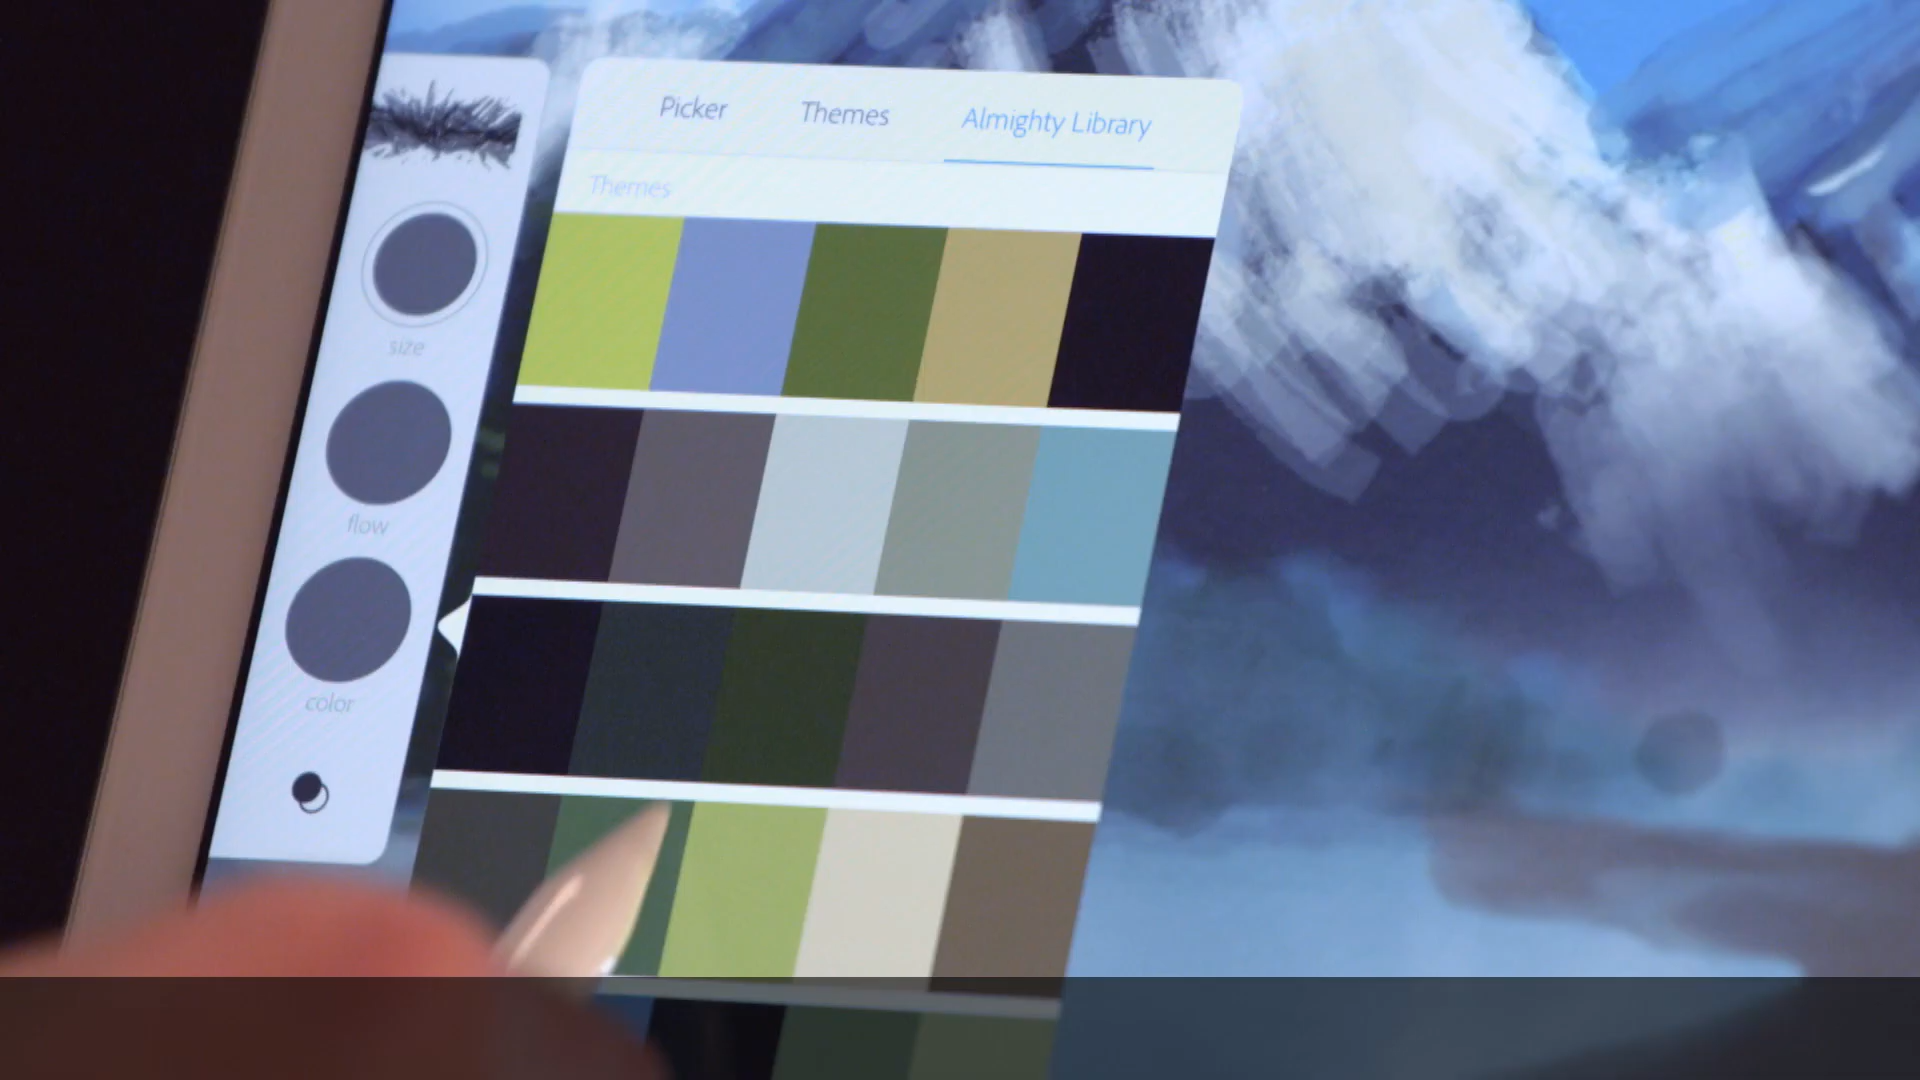 Picker
Themes
Almighty Library
Themes
size
flow
color